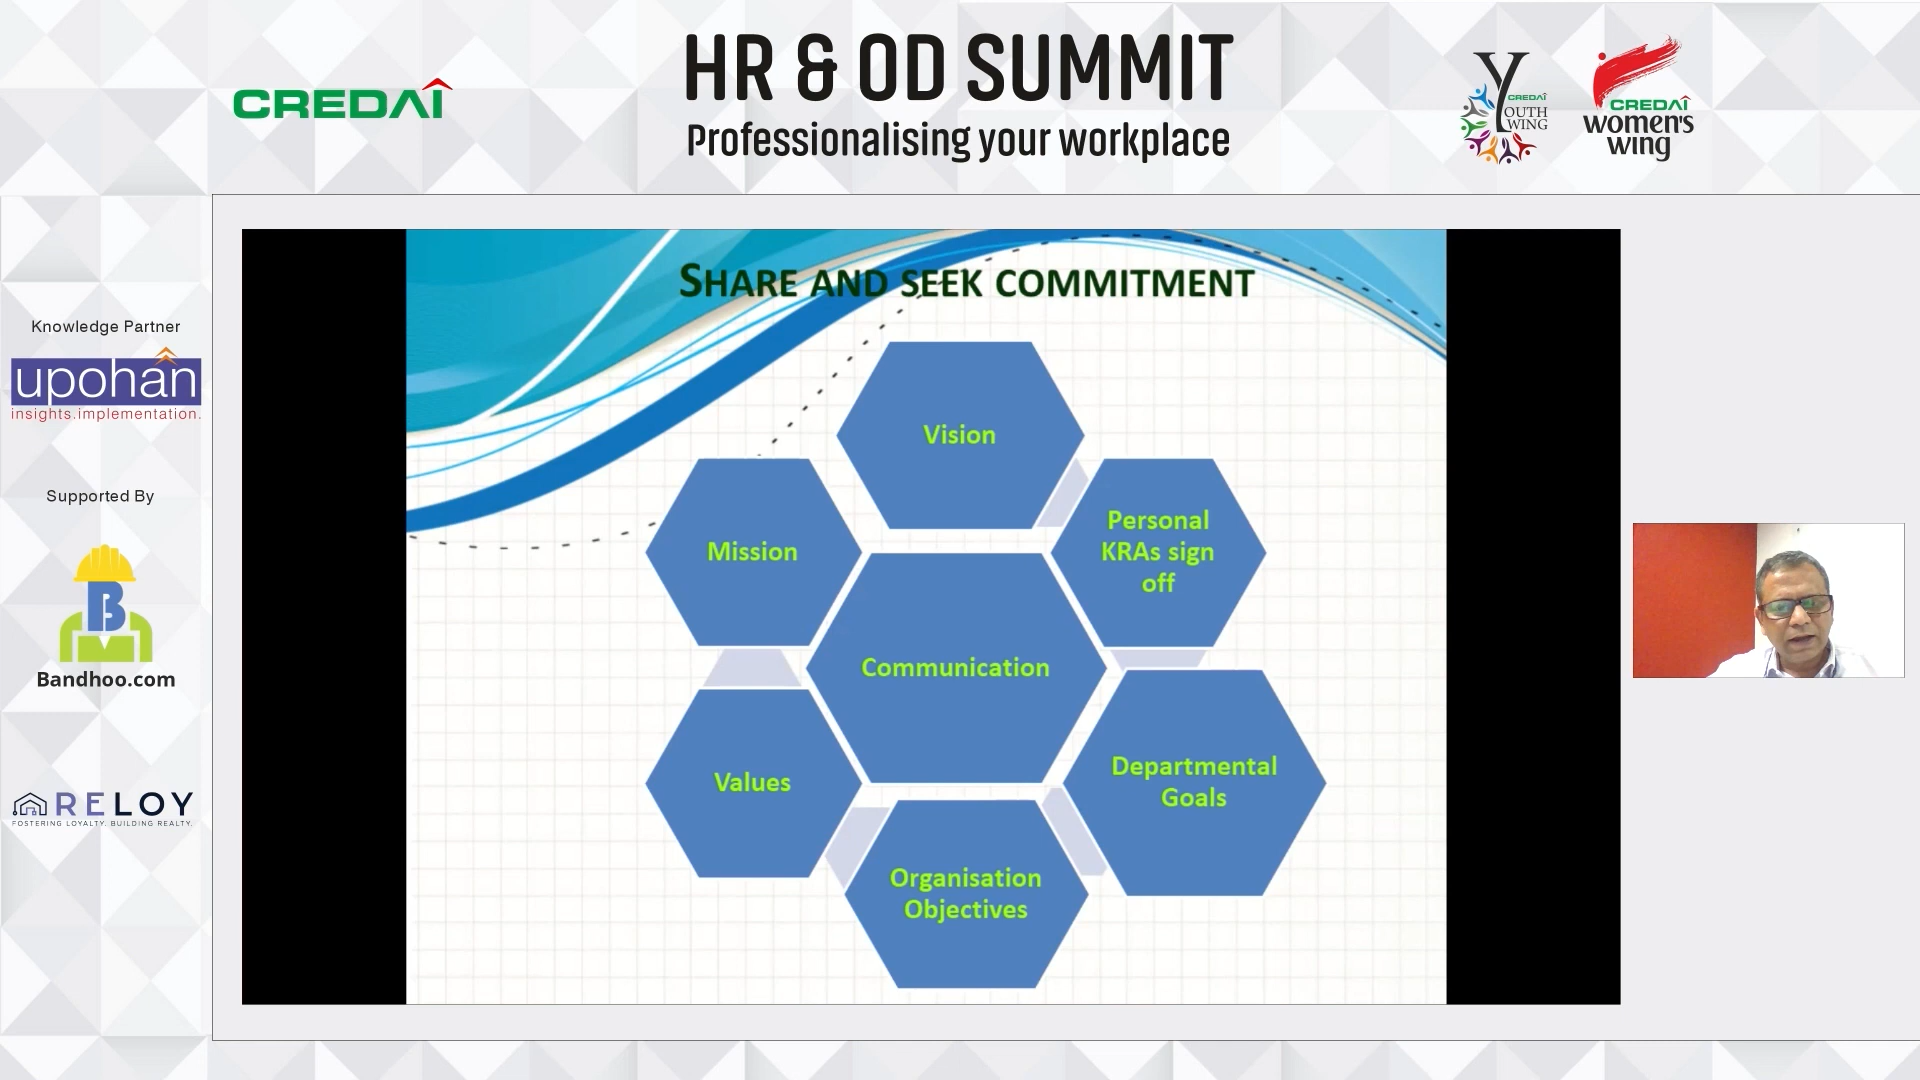 HR & OD SUMMIT
Professionalising your workplace
CREDAI
CREDAI
YOUTH
WING
CREDAI
women's
wing
Knowledge Partner
upohan
insights.implementation.
Supported By
B
Bandhoo.com
RELOY
FOSTERING LOYALTY. BUILDING REALTY.
SHARE AND SEEK COMMITMENT
Vision
Mission
Personal
KRAs sign
off
Communication
Values
Departmental
Goals
Organisation
Objectives